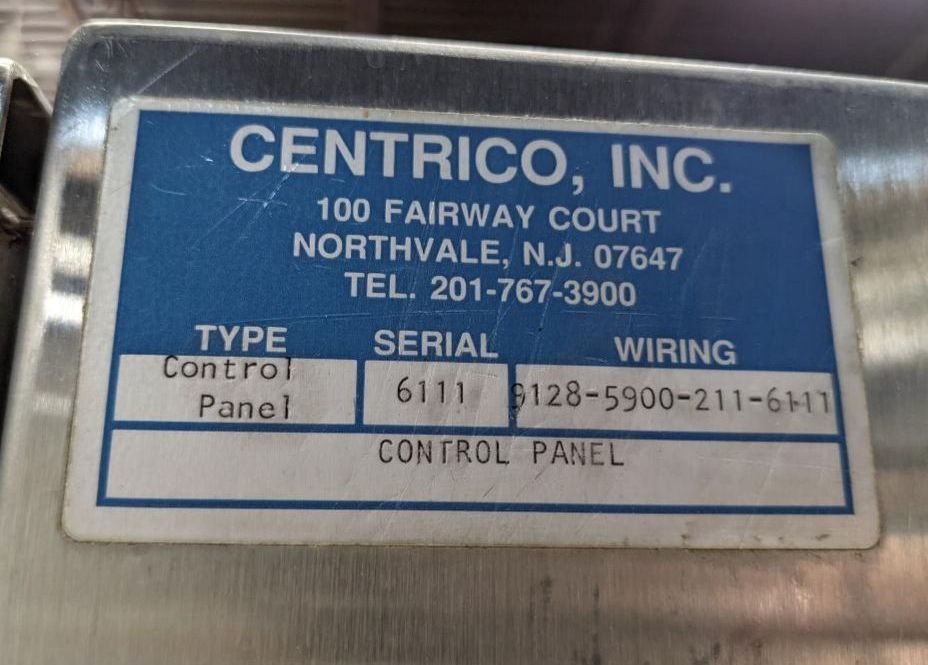 CENTRICO, INC.
100 FAIRWAY COURT
NORTHVALE, N.J. 07647
TEL. 201-767-3900
TYPE SERIAL WIRING
Control
Panel 6111 9128-5900-211-6111
CONTROL PANEL